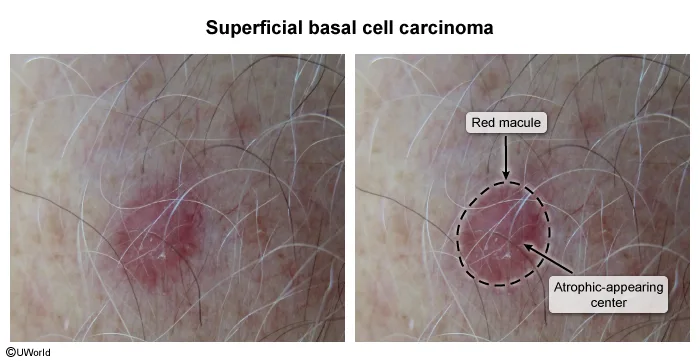 Superficial basal cell carcinoma
Red macule
Atrophic-appearing
center
©UWorld